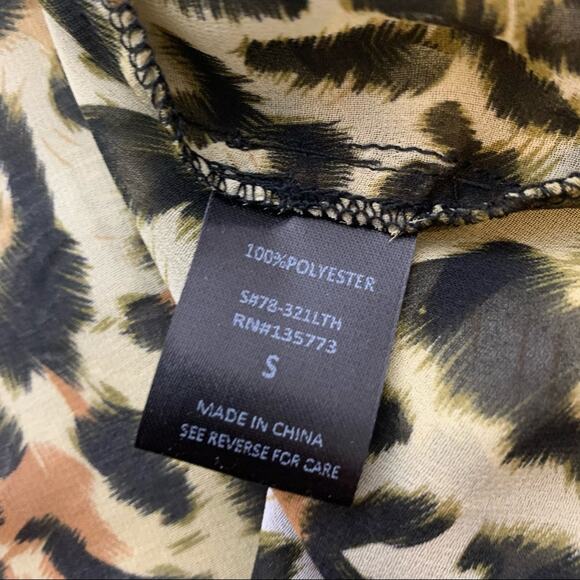 100%POLYESTER
S#78-321LTH
RN#135773
S
MADE IN CHINA
SEE REVERSE FOR CARE